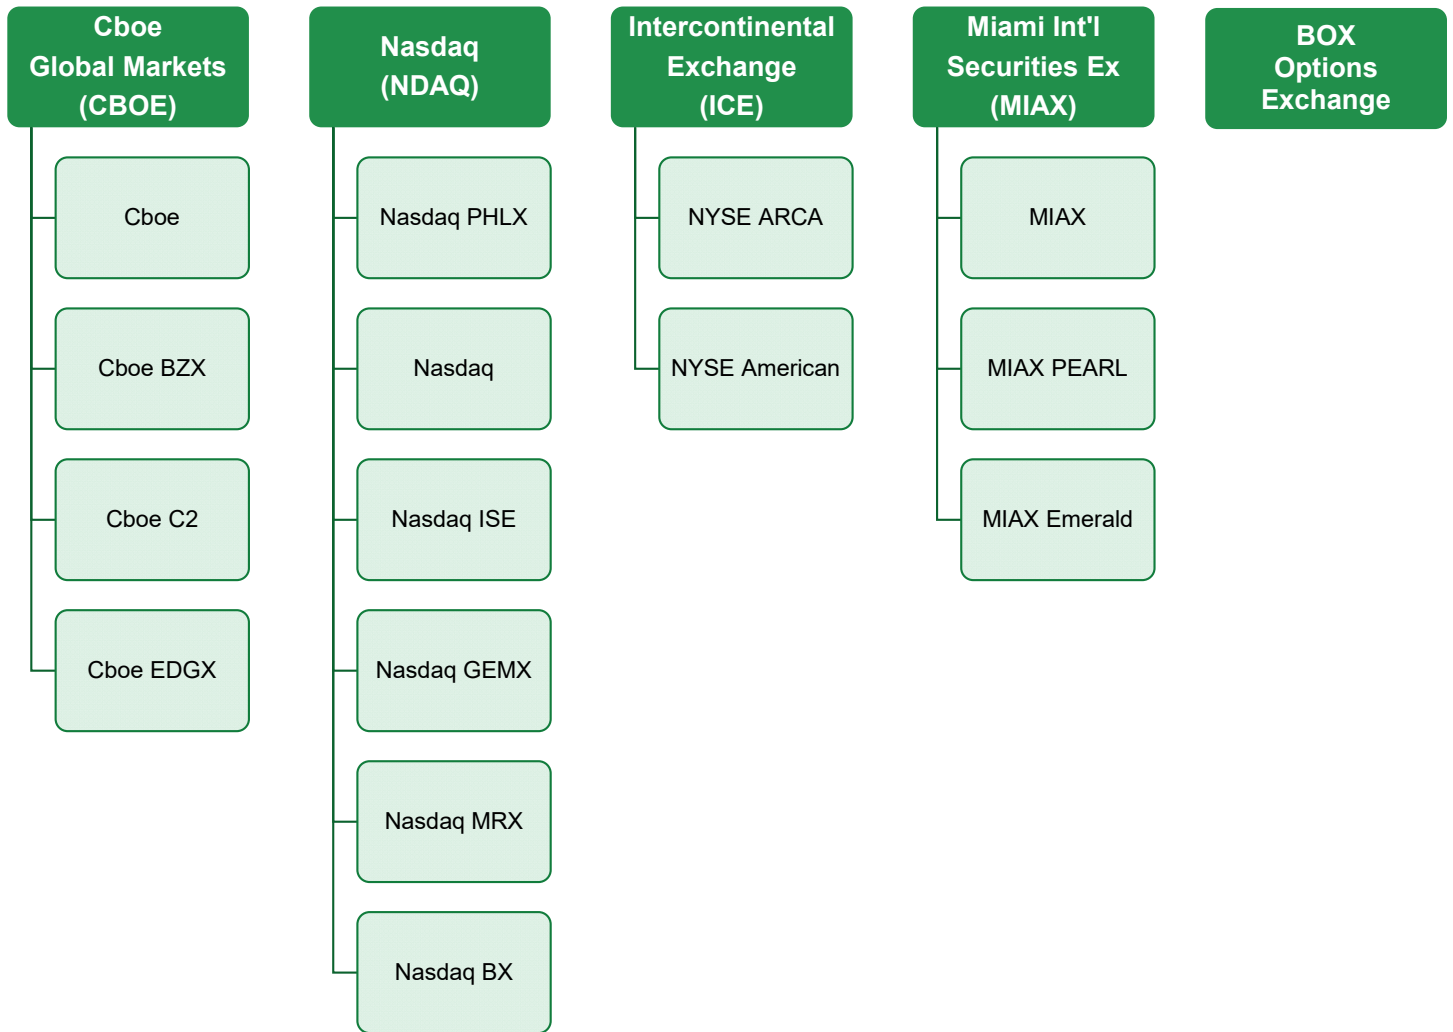 Cboe
Global Markets
(CBOE)
Cboe
Cboe BZX
Cboe C2
Cboe EDGX
Nasdaq
(NDAQ)
Nasdaq PHLX
Nasdaq
Nasdaq ISE
Nasdaq GEMX
Nasdaq MRX
Nasdaq BX
Intercontinental
Exchange
(ICE)
NYSE ARCA
NYSE American
Miami Int'l
Securities Ex
(MIAX)
MIAX
MIAX PEARL
MIAX Emerald
BOX
Options
Exchange